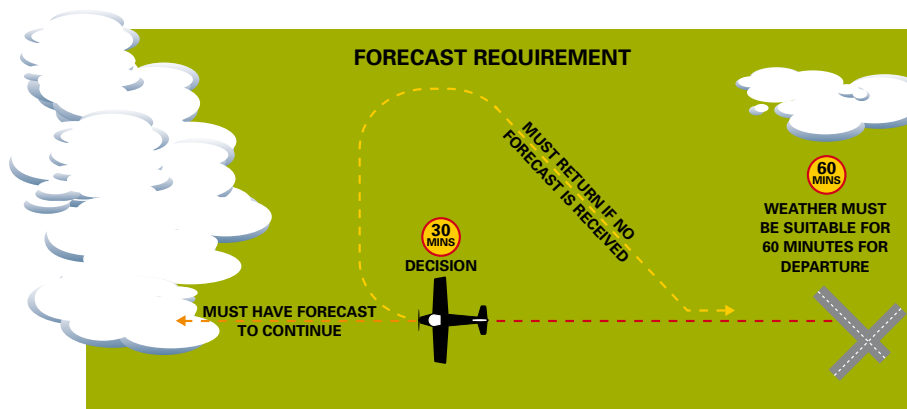 FORECAST REQUIREMENT
MUST RETURN IF NO
FORECAST IS RECEIVED
60
MINS
WEATHER MUST
BE SUITABLE FOR
60 MINUTES FOR
DEPARTURE
30
MINS
DECISION
MUST HAVE FORECAST
TO CONTINUE